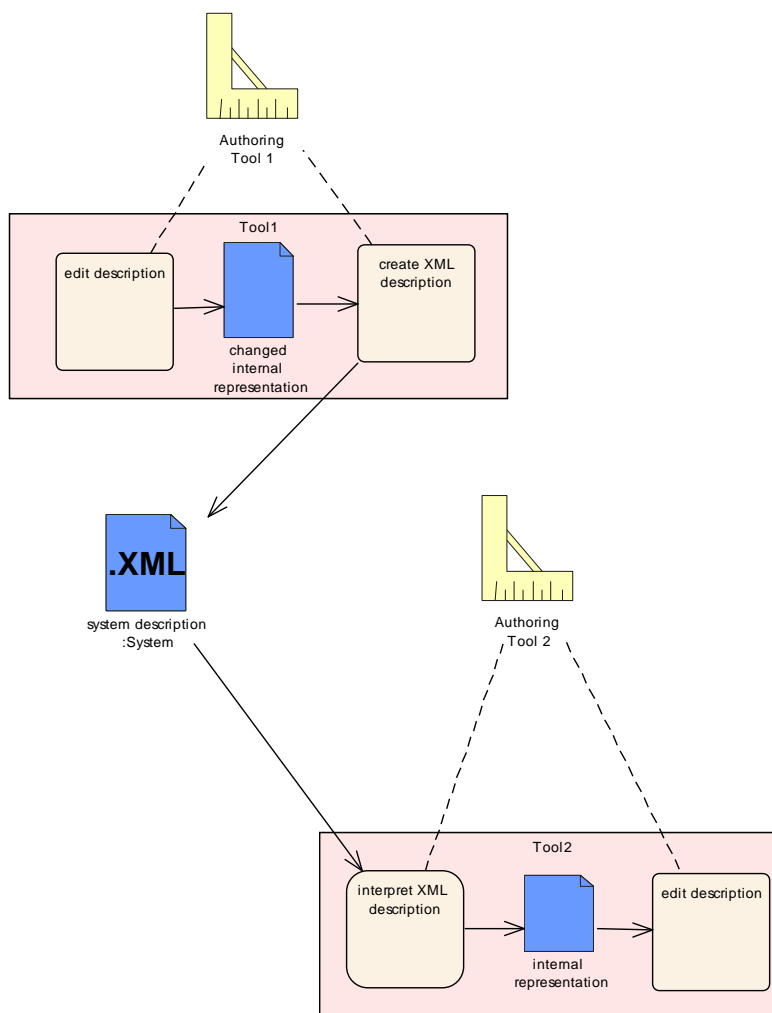 Authoring
Tool 1
Tool1
edit description
create XML
description
changed
internal
representation
.XML
system description
:System
Authoring
Tool 2
Tool2
interpret XML
description
edit description
internal
representation